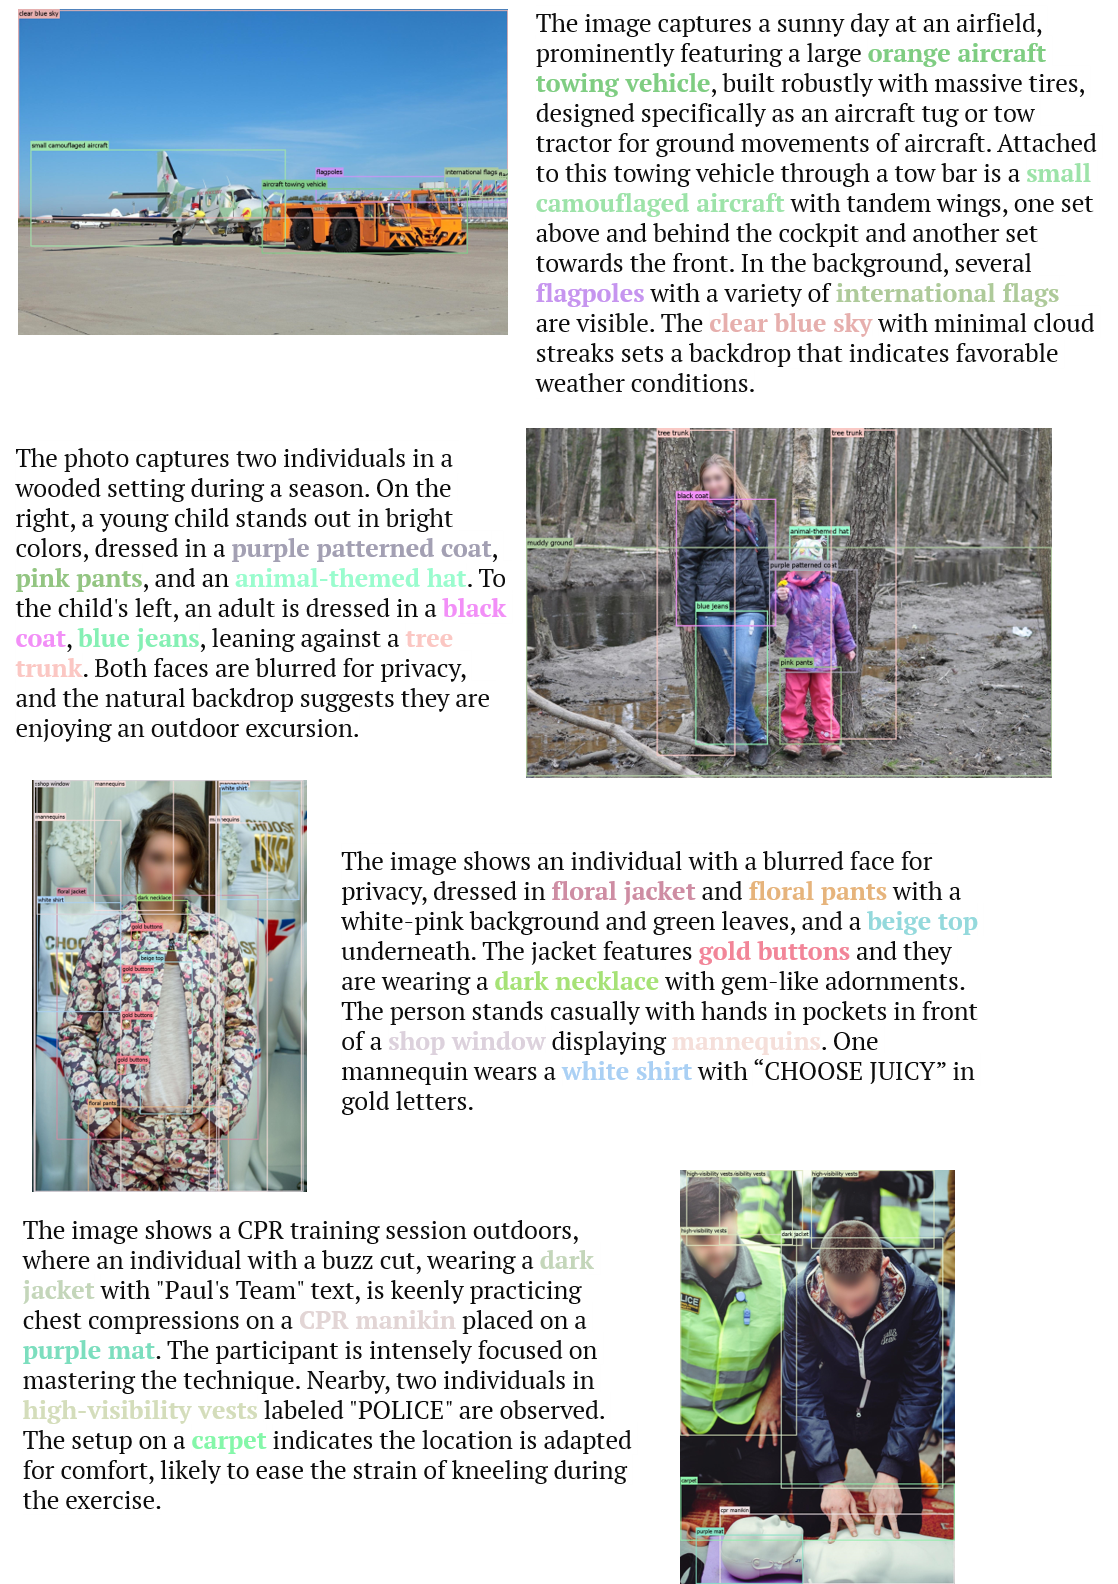 clear blue sky
small camouflaged aircraft
flagpoles
international flags
aircraft towing vehicle
The image captures a sunny day at an airfield,
prominently featuring a large orange aircraft
towing vehicle, built robustly with massive tires,
designed specifically as an aircraft tug or tow
tractor for ground movements of aircraft. Attached
to this towing vehicle through a tow bar is a small
camouflaged aircraft with tandem wings, one set
above and behind the cockpit and another set
towards the front. In the background, several
flagpoles with a variety of international flags
are visible. The clear blue sky with minimal cloud
streaks sets a backdrop that indicates favorable
weather conditions.
The photo captures two individuals in a
wooded setting during a season. On the
right, a young child stands out in bright
colors, dressed in a purple patterned coat,
pink pants, and an animal-themed hat. To
the child's left, an adult is dressed in a black
coat, blue jeans, leaning against a tree
trunk. Both faces are blurred for privacy,
and the natural backdrop suggests they are
enjoying an outdoor excursion.
tree trunk
tree trunk
black coat
animal-themed hat
muddy ground
purple patterned coat
blue jeans
pink pants
shop window
mannequins
mannequins
white shirt
mannequins
mannequins
CHOOSE
JUICY
floral jacket
white shirt
dark necklace
gold buttons
CHOO
SE
beige top
gold buttons
gold buttons
gold buttons
floral pants
The image shows an individual with a blurred face for
privacy, dressed in floral jacket and floral pants with a
white-pink background and green leaves, and a beige top
underneath. The jacket features gold buttons and they
are wearing a dark necklace with gem-like adornments.
The person stands casually with hands in pockets in front
of a shop window displaying mannequins. One
mannequin wears a white shirt with “CHOOSE JUICY” in
gold letters.
The image shows a CPR training session outdoors,
where an individual with a buzz cut, wearing a dark
jacket with "Paul's Team" text, is keenly practicing
chest compressions on a CPR manikin placed on a
purple mat. The participant is intensely focused on
mastering the technique. Nearby, two individuals in
high-visibility vests labeled "POLICE" are observed.
The setup on a carpet indicates the location is adapted
for comfort, likely to ease the strain of kneeling during
the exercise.
high-visibility vests
high-visibility vests
high-visibility vests
dark jacket
LICE
carpet
cpr manikin
purple mat